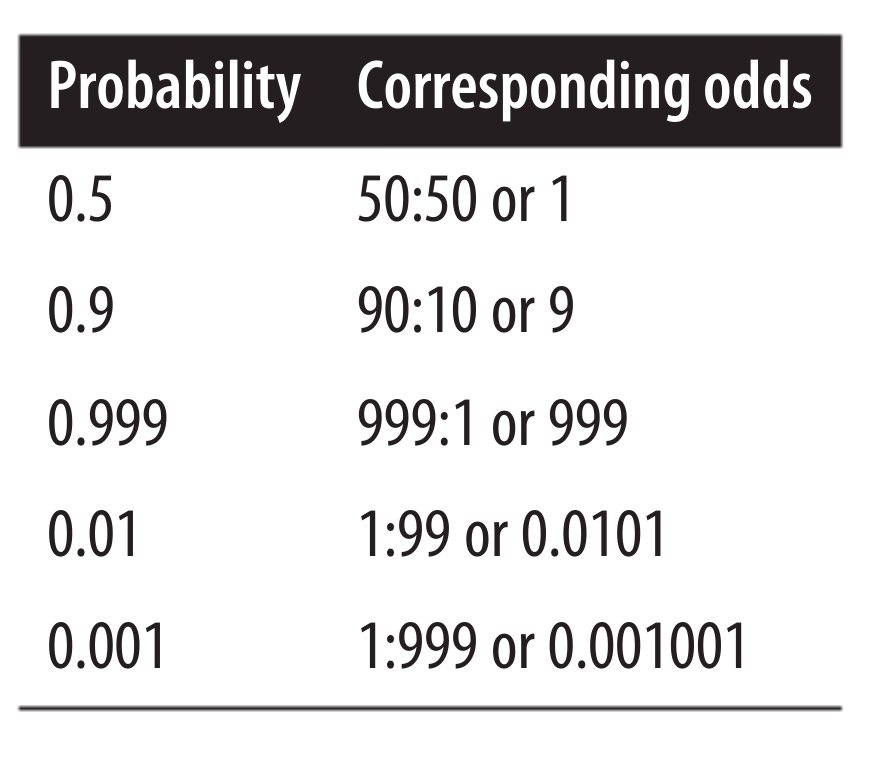 Probability Corresponding odds
0.5 50:50 or 1
0.9 90:10 or 9
0.999 999:1 or 999
0.01 1:99 or 0.0101
0.001 1:999 or 0.001001